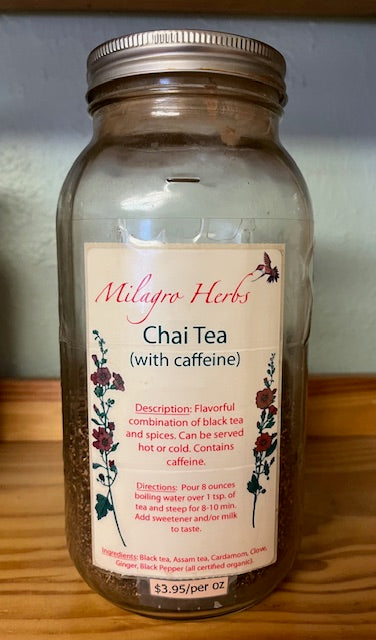 Milagro Herbs
Chai Tea
(with caffeine)
Description: Flavorful
combination of black tea
and spices. Can be served
hot or cold. Contains
caffeine.
Directions: Pour 8 ounces
boiling water over 1 tsp. of
tea and steep for 8-10 min.
Add sweetener and/or milk
to taste.
Ingredients: Black tea, Assam tea, Cardamom, Clove,
Ginger, Black Pepper (all certified organic).
$3.95/per oz